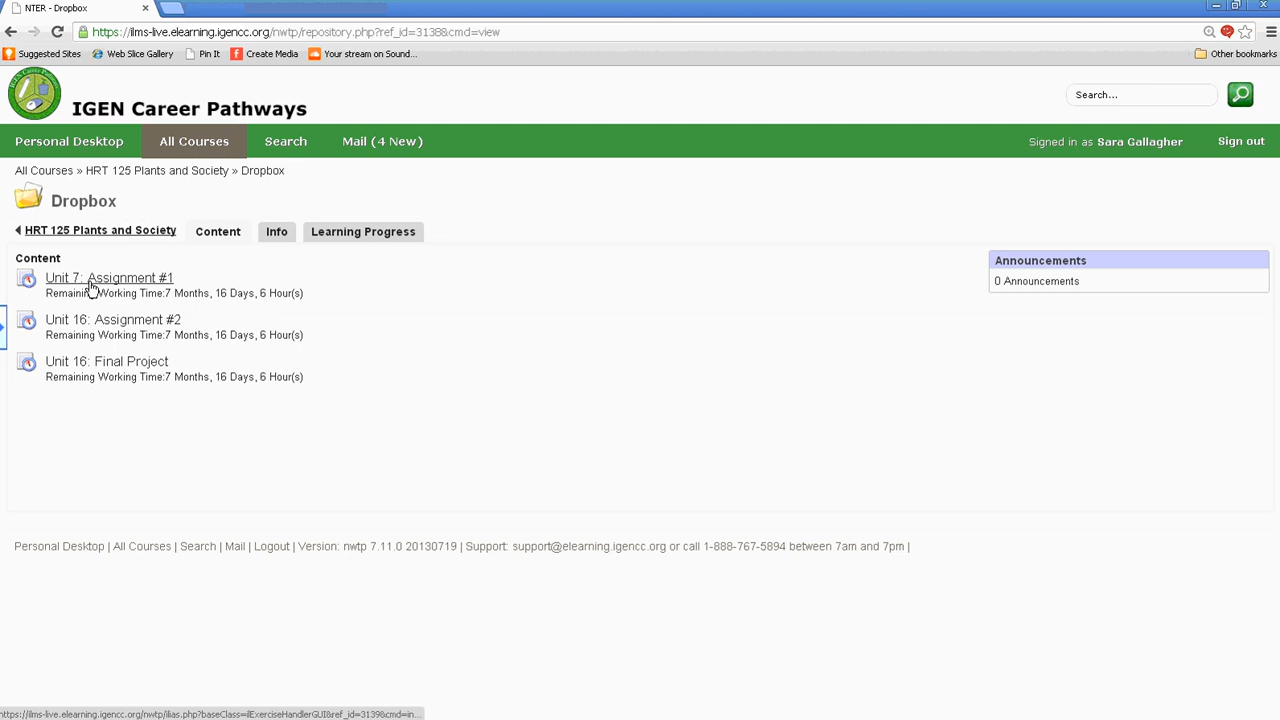 NTER - Dropbox
https://ilms-live.elearning.igencc.org/nwtp/repository.php?ref_id=3138&cmd=view
Suggested Sites Web Slice Gallery Pin It Create Media Your stream on Soun... Other bookmarks
IGEN Career Pathways
Search...
Personal Desktop All Courses Search Mail (4 New) Signed in as Sara Gallagher Sign out
All Courses » HRT 125 Plants and Society » Dropbox
Dropbox
HRT 125 Plants and Society Content Info Learning Progress
Content
Unit 7: Assignment #1
Remaining Working Time:7 Months, 16 Days, 6 Hour(s)
Unit 16: Assignment #2
Remaining Working Time:7 Months, 16 Days, 6 Hour(s)
Unit 16: Final Project
Remaining Working Time:7 Months, 16 Days, 6 Hour(s)
Announcements
0 Announcements
Personal Desktop | All Courses | Search | Mail | Logout | Version: nwtp 7.11.0 20130719 | Support: support@elearning.igencc.org or call 1-888-767-5894 between 7am and 7pm |
https://ilms-live.elearning.igencc.org/nwtp/ilias.php?baseClass=ilExerciseHandlerGUI&ref_id=3139&cmd=in...